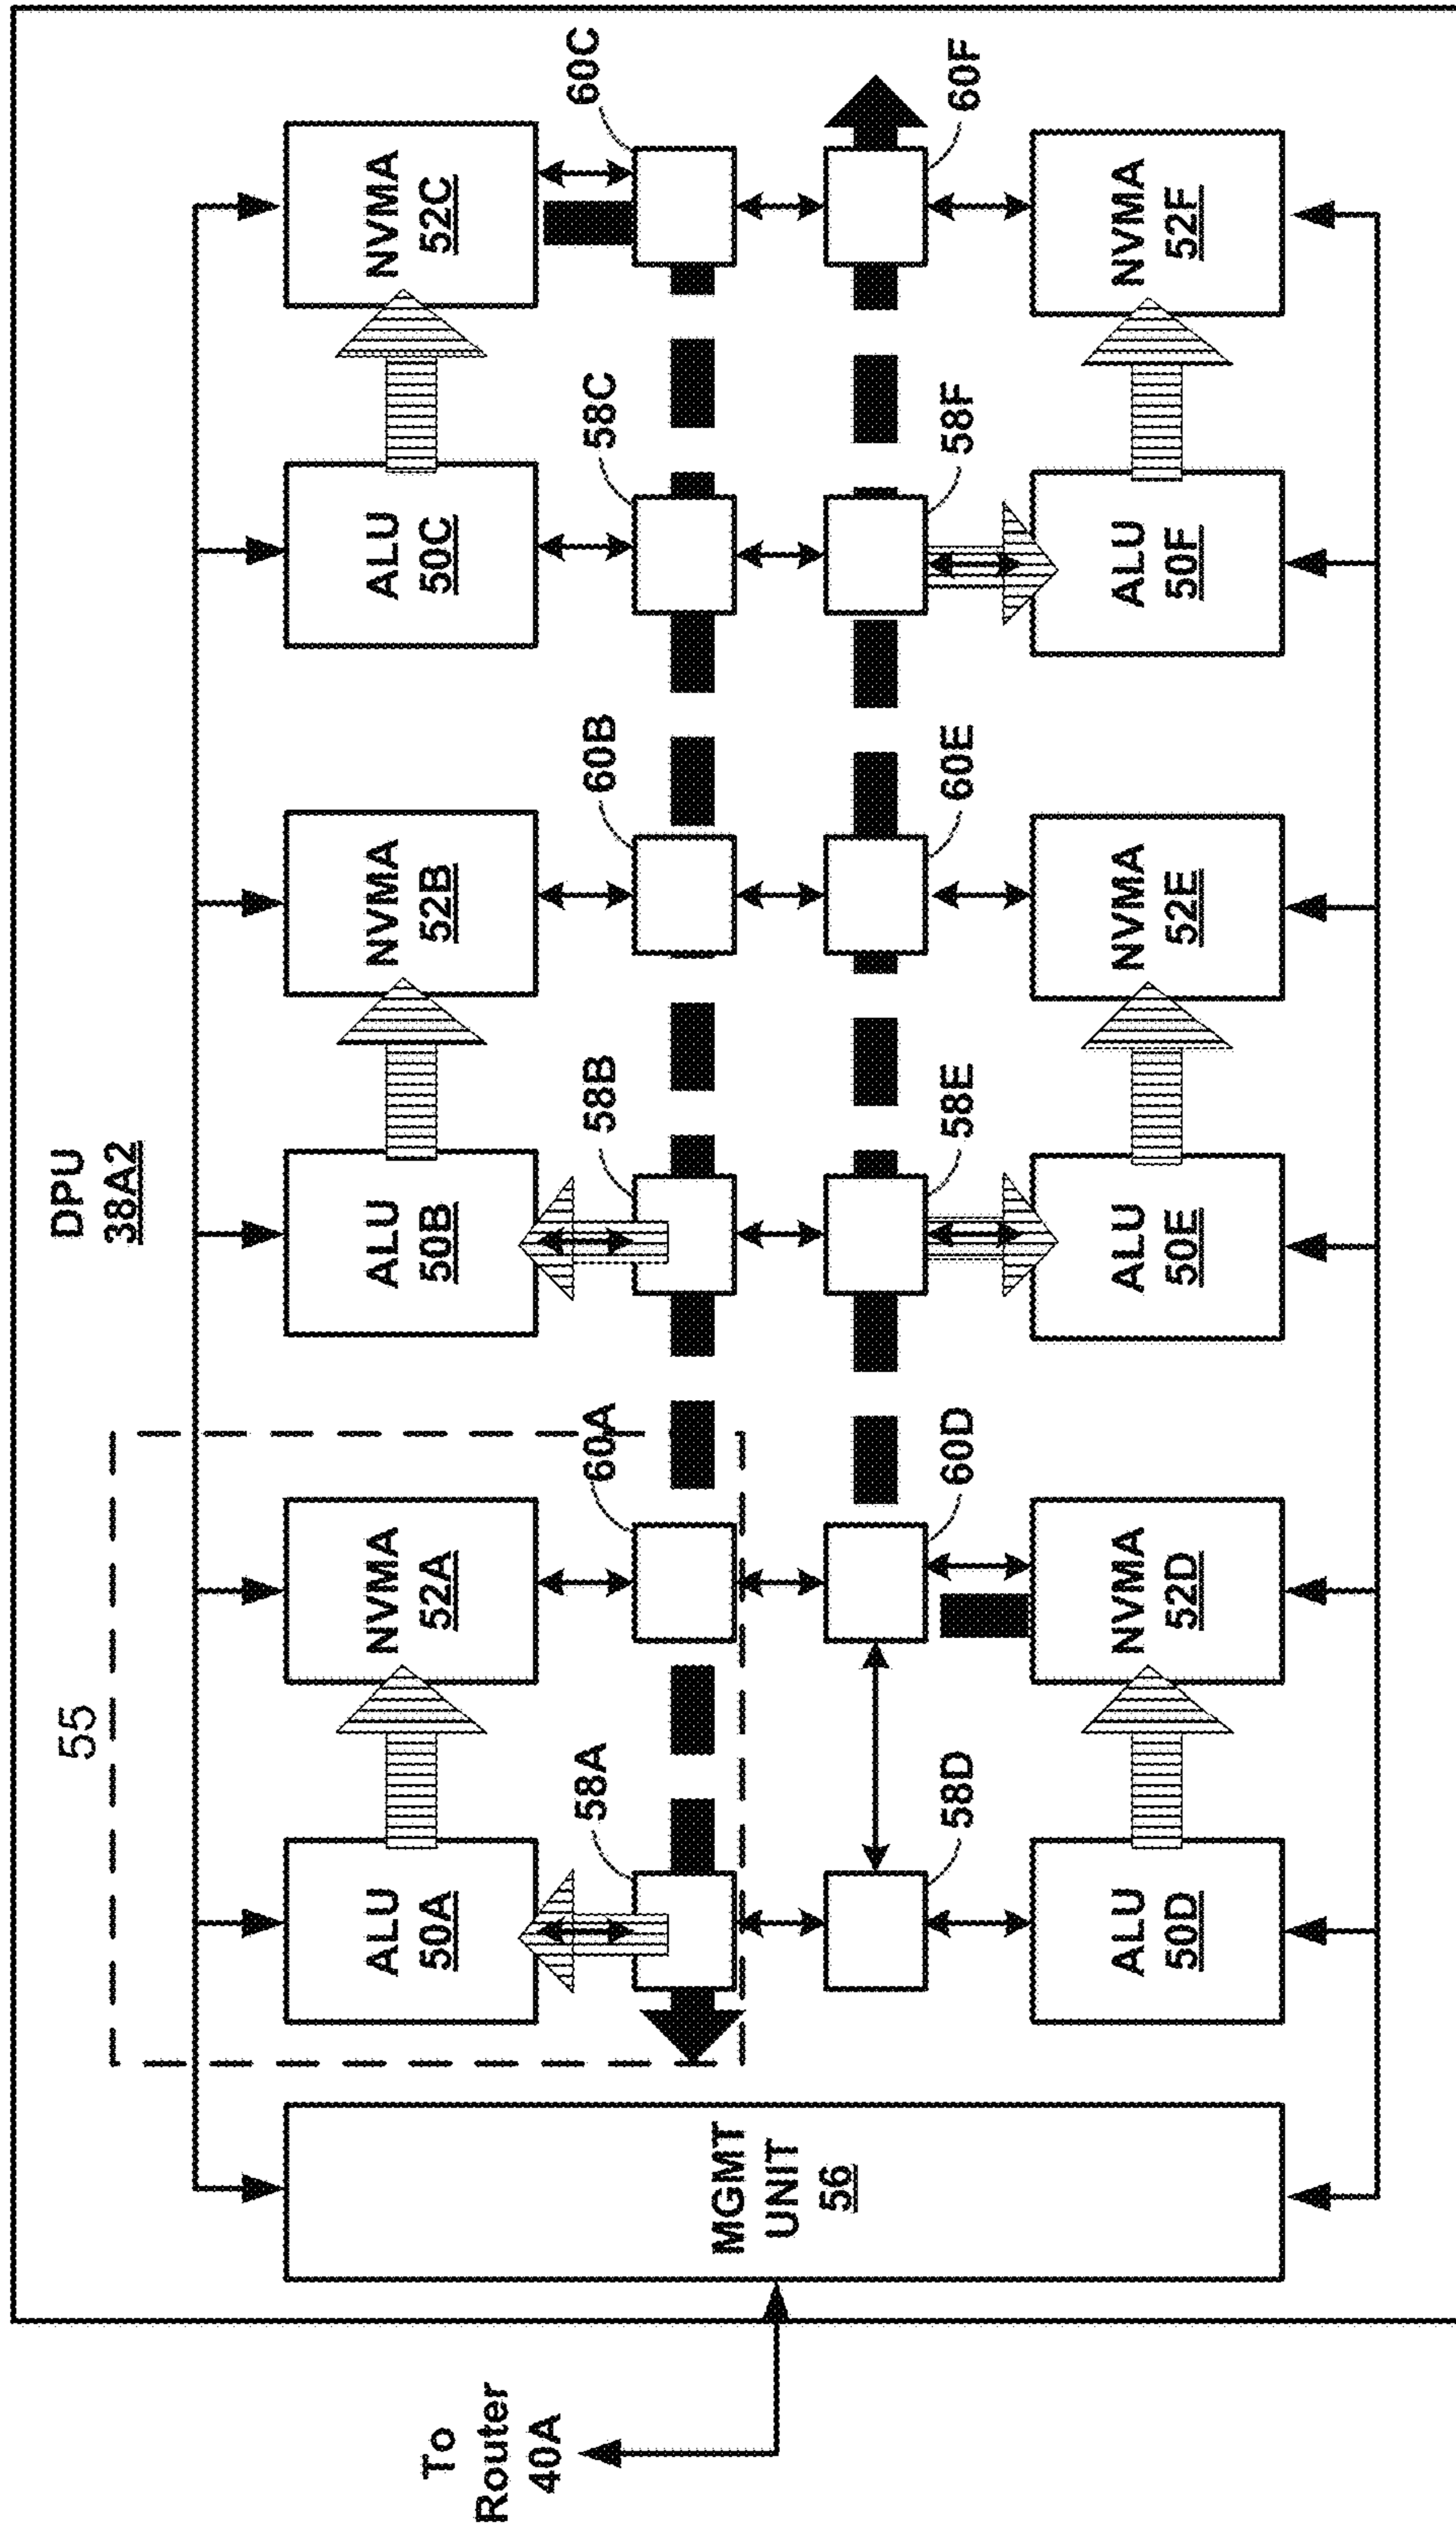 DPU
38A2
55
ALU
50A
NVMA
52A
ALU
50B
NVMA
52B
ALU
50C
NVMA
52C
58A
60A
58B
60B
58C
60C
To
Router
40A
MGMT
UNIT
56
58D
60D
58E
60E
58F
60F
ALU
50D
NVMA
52D
ALU
50E
NVMA
52E
ALU
50F
NVMA
52F